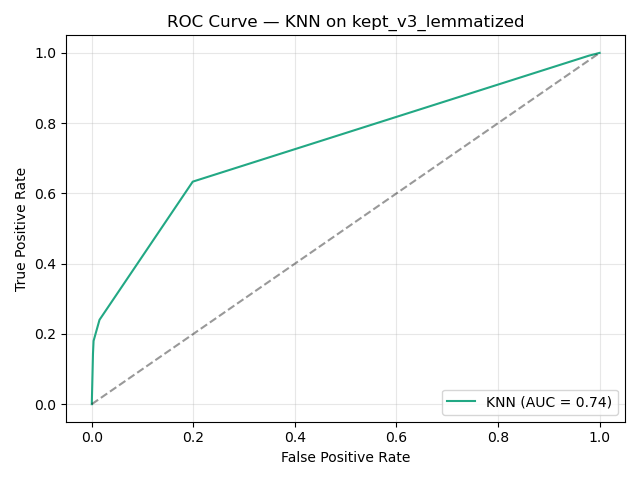 ROC Curve — KNN on kept_v3_lemmatized
True Positive Rate
1.0
0.8
0.6
0.4
0.2
0.0
KNN (AUC = 0.74)
0.0 0.2 0.4 0.6 0.8 1.0
False Positive Rate